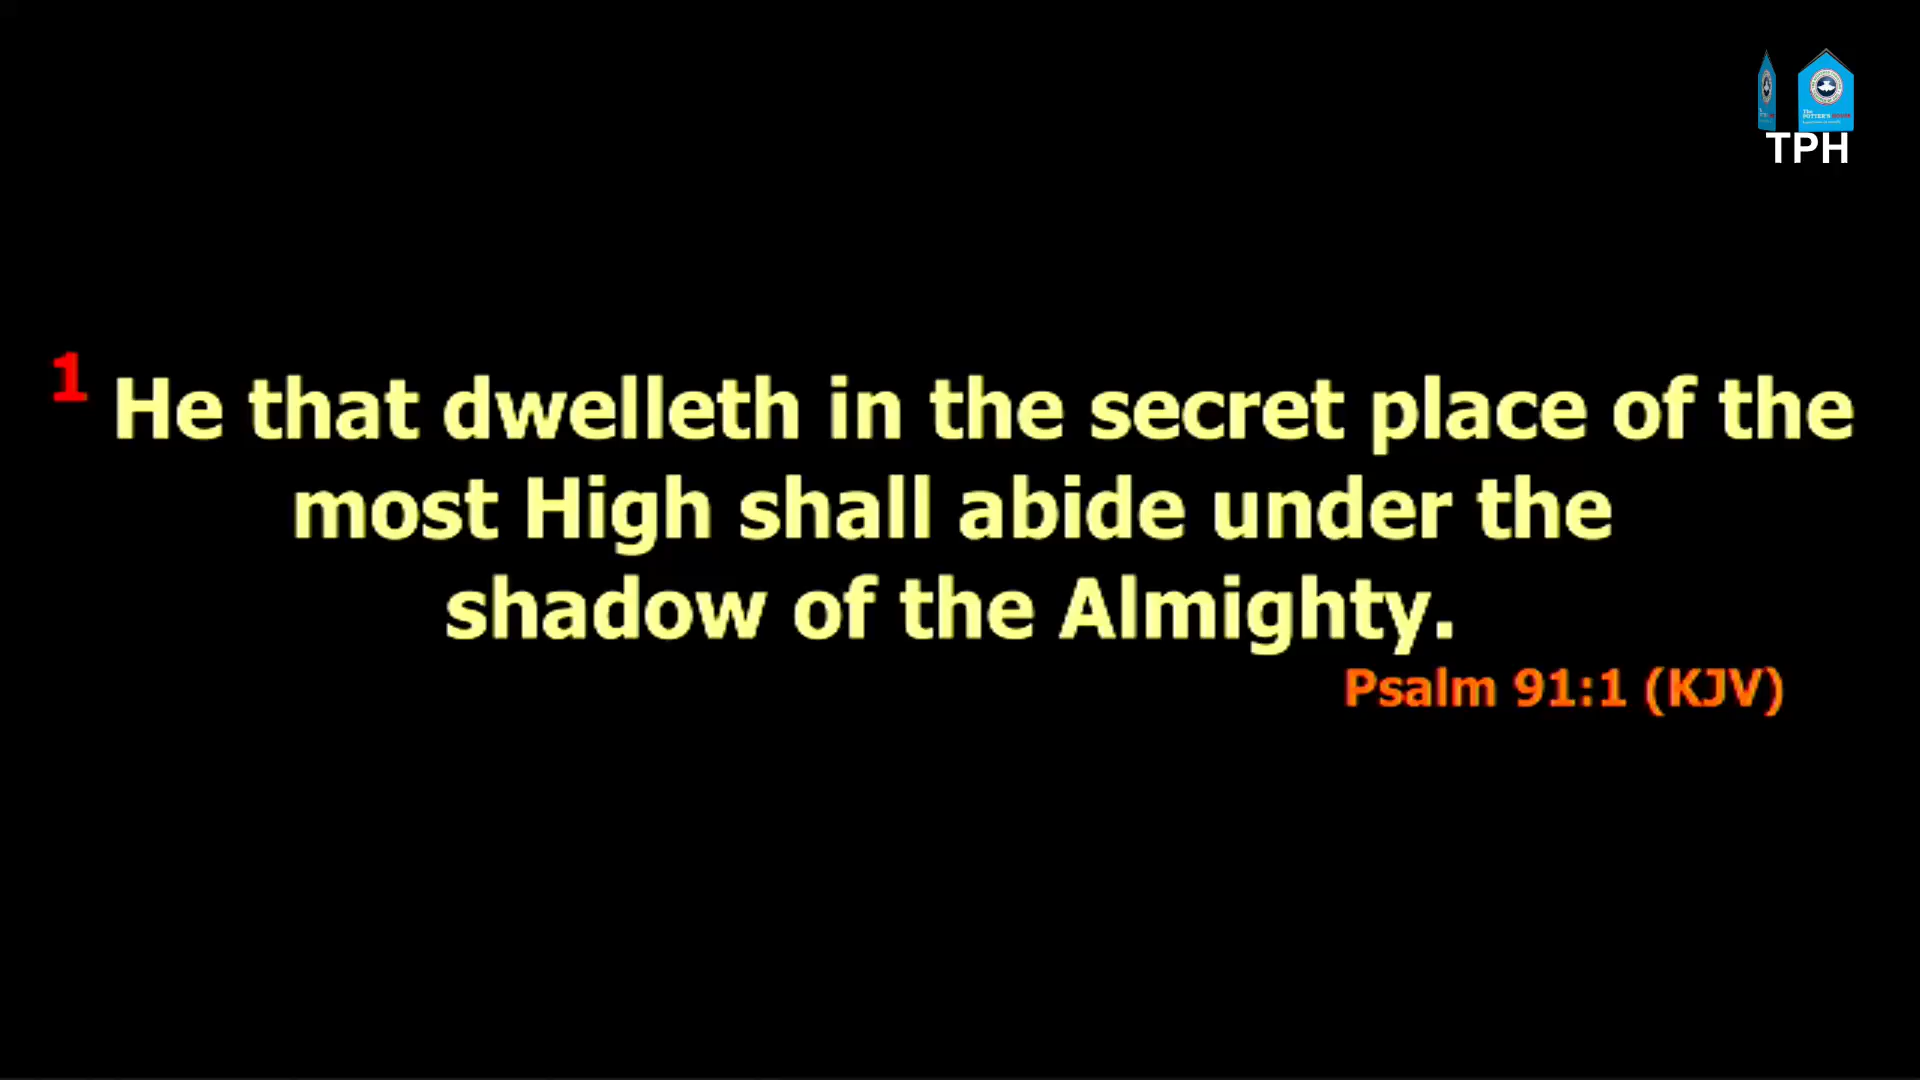 TPH
1 He that dwelleth in the secret place of the
most High shall abide under the
shadow of the Almighty.
Psalm 91:1 (KJV)